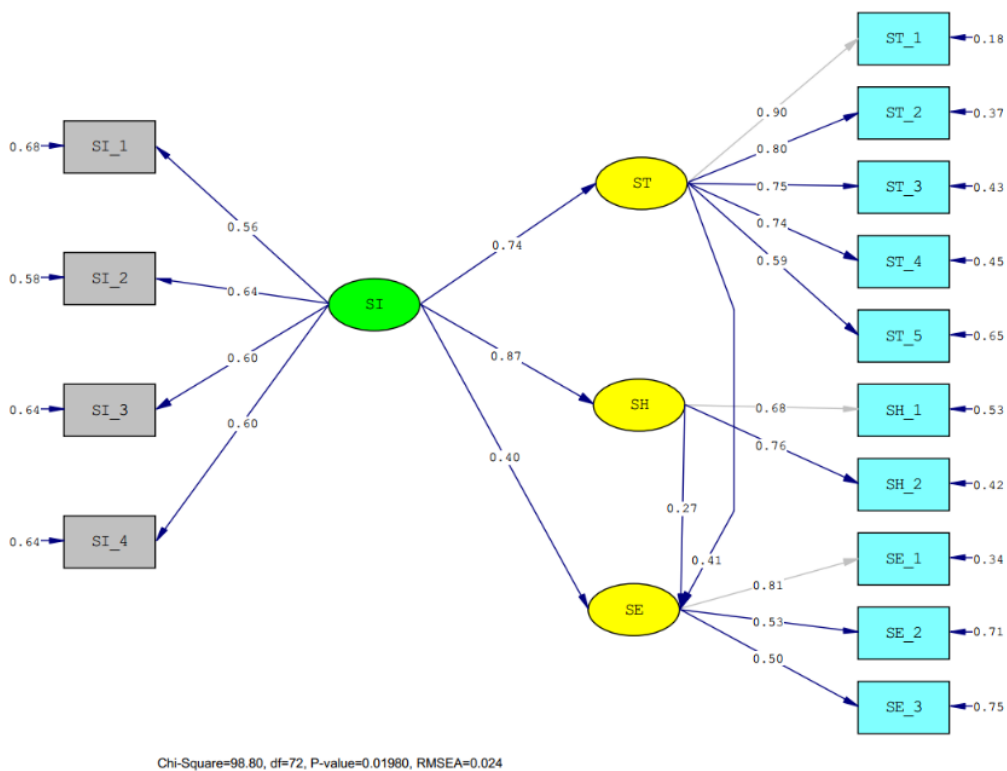 ST_1
0.18
0.90
ST_2
0.37
0.68
SI_1
0.80
ST
0.75
ST_3
0.43
0.56
0.74
0.74
ST_4
0.45
0.58
SI_2
0.64
0.59
SI
ST_5
0.65
0.60
0.87
0.64
SI_3
SH
0.68
SH_1
0.53
0.60
0.76
0.40
SH_2
0.42
0.27
0.64
SI_4
0.41
SE_1
0.34
0.81
SE
0.53
SE_2
0.71
0.50
SE_3
0.75
Chi-Square=98.80, df=72, P-value=0.01980, RMSEA=0.024